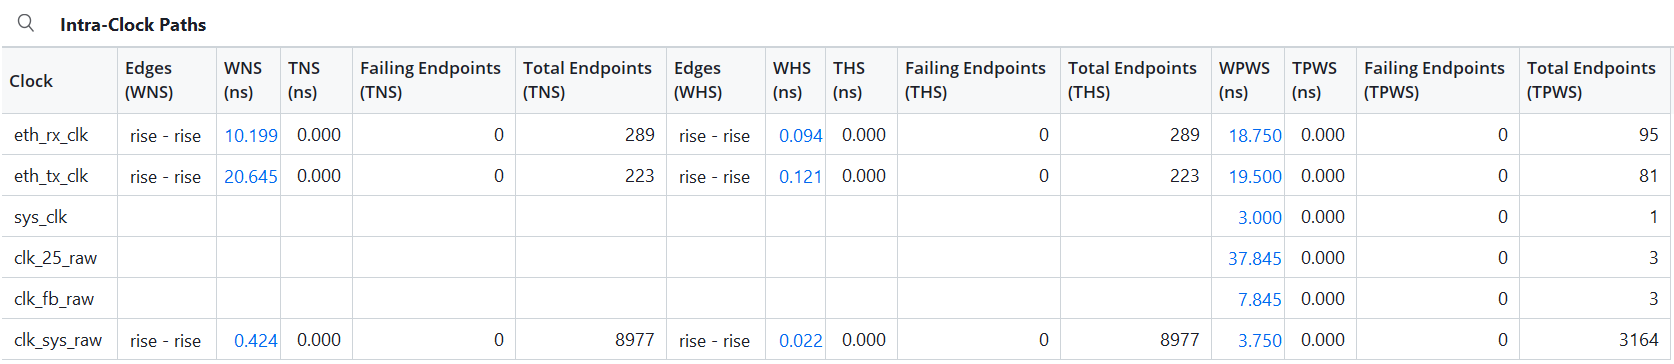 Intra-Clock Paths
Clock Edges (WNS) WNS (ns) TNS (ns) Failing Endpoints (TNS) Total Endpoints (TNS) Edges (WHS) WHS (ns) THS (ns) Failing Endpoints (THS) Total Endpoints (THS) WPWS (ns) TPWS (ns) Failing Endpoints (TPWS) Total Endpoints (TPWS)
eth_rx_clk rise - rise 10.199 0.000 0 289 rise - rise 0.094 0.000 0 289 18.750 0.000 0 95
eth_tx_clk rise - rise 20.645 0.000 0 223 rise - rise 0.121 0.000 0 223 19.500 0.000 0 81
sys_clk 3.000 0.000 0 1
clk_25_raw 37.845 0.000 0 3
clk_fb_raw 7.845 0.000 0 3
clk_sys_raw rise - rise 0.424 0.000 0 8977 rise - rise 0.022 0.000 0 8977 3.750 0.000 0 3164